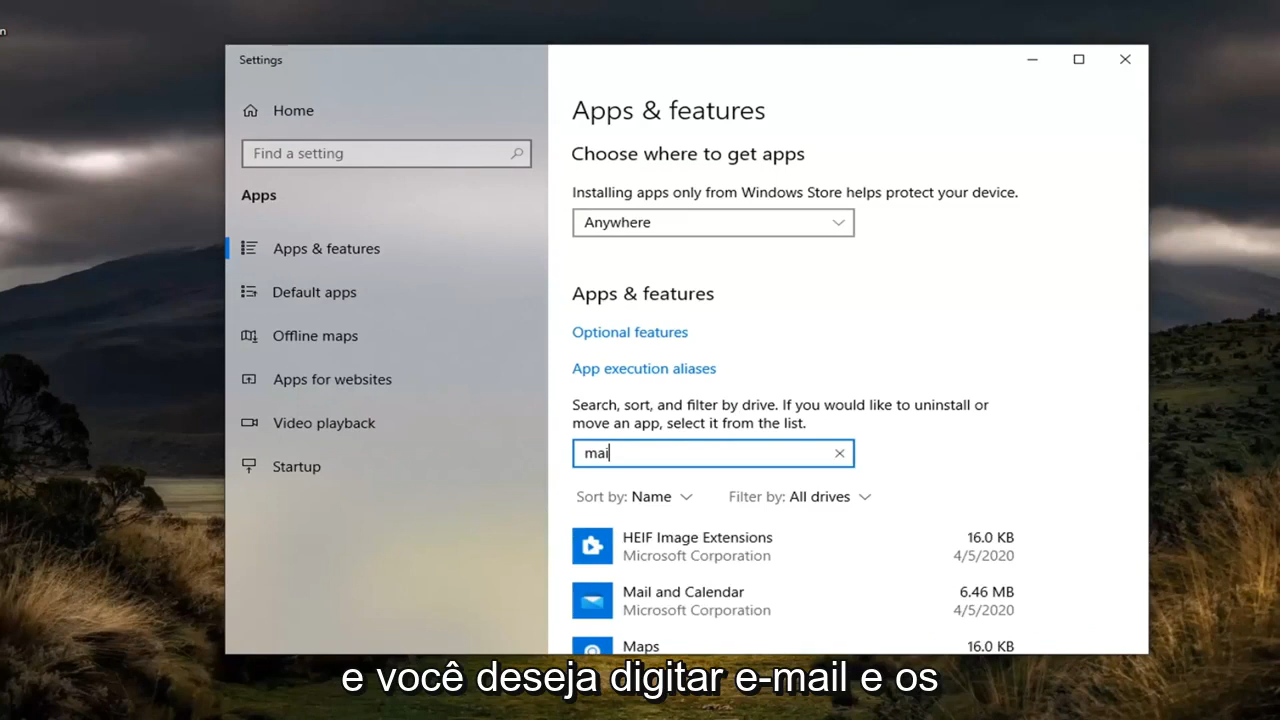 n
Settings
Home
Find a setting
Apps
Apps & features
Default apps
Offline maps
Apps for websites
Video playback
Startup
Apps & features
Choose where to get apps
Installing apps only from Windows Store helps protect your device.
Anywhere
Apps & features
Optional features
App execution aliases
Search, sort, and filter by drive. If you would like to uninstall or
move an app, select it from the list.
mai
Sort by: Name Filter by: All drives
HEIF Image Extensions 16.0 KB
Microsoft Corporation 4/5/2020
Mail and Calendar 6.46 MB
Microsoft Corporation 4/5/2020
Maps 16.0 KB
e você deseja digitar e-mail e os